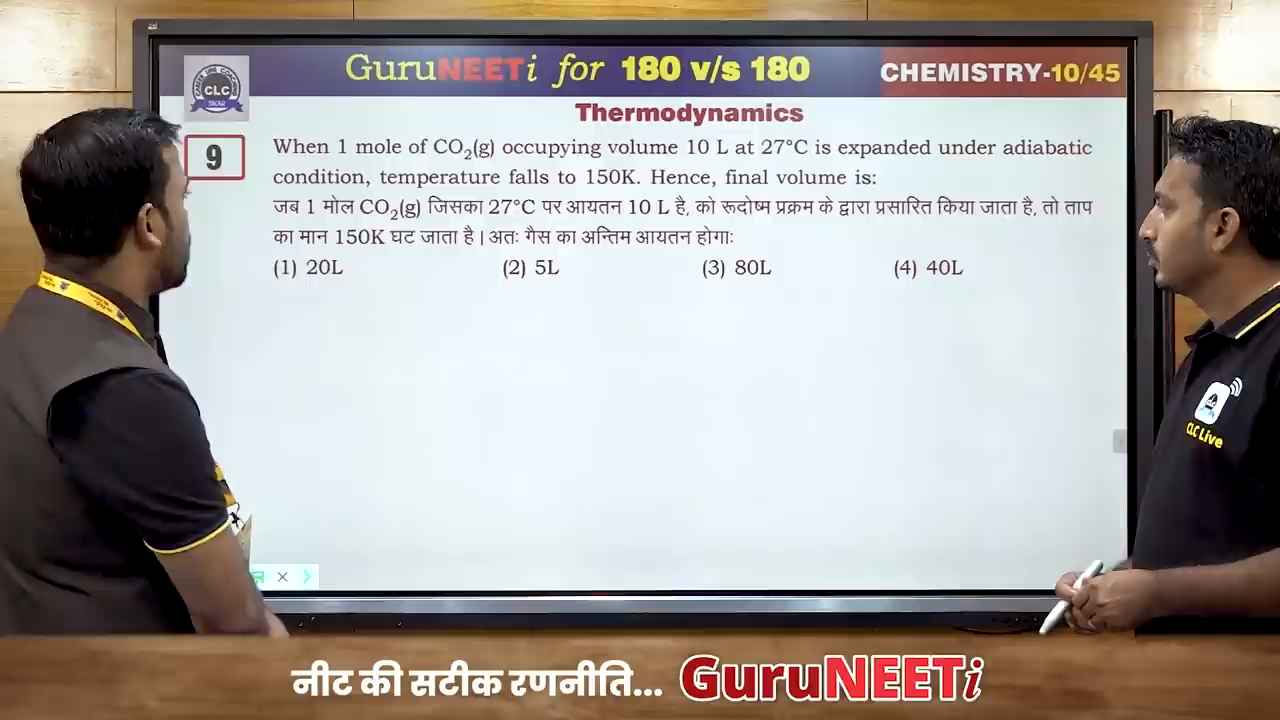 GuruNEETi for 180 v/s 180
CHEMISTRY-10/45
CLC
SIKAR
Thermodynamics
9
When 1 mole of CO₂(g) occupying volume 10 L at 27°C is expanded under adiabatic
condition, temperature falls to 150K. Hence, final volume is:
जब 1 मोल CO₂(g) जिसका 27°C पर आयतन 10 L है, को रूदोष्म प्रक्रम के द्वारा प्रसारित किया जाता है, तो ताप
का मान 150K घट जाता है। अतः गैस का अन्तिम आयतन होगाः
(1) 20L (2) 5L (3) 80L (4) 40L
CLC Live
नीट की सटीक रणनीति... GuruNEETi